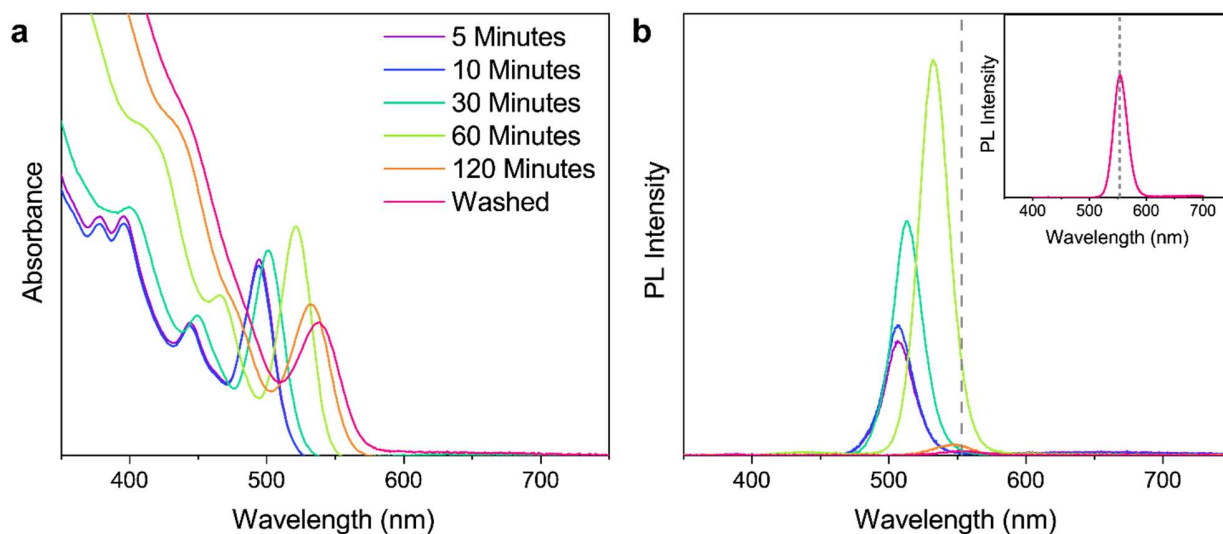 a
5 Minutes
10 Minutes
30 Minutes
60 Minutes
120 Minutes
Washed
Absorbance
400
500
600
700
Wavelength (nm)
b
PL Intensity
400
500
600
700
Wavelength (nm)
PL Intensity
400
500
600
700
Wavelength (nm)